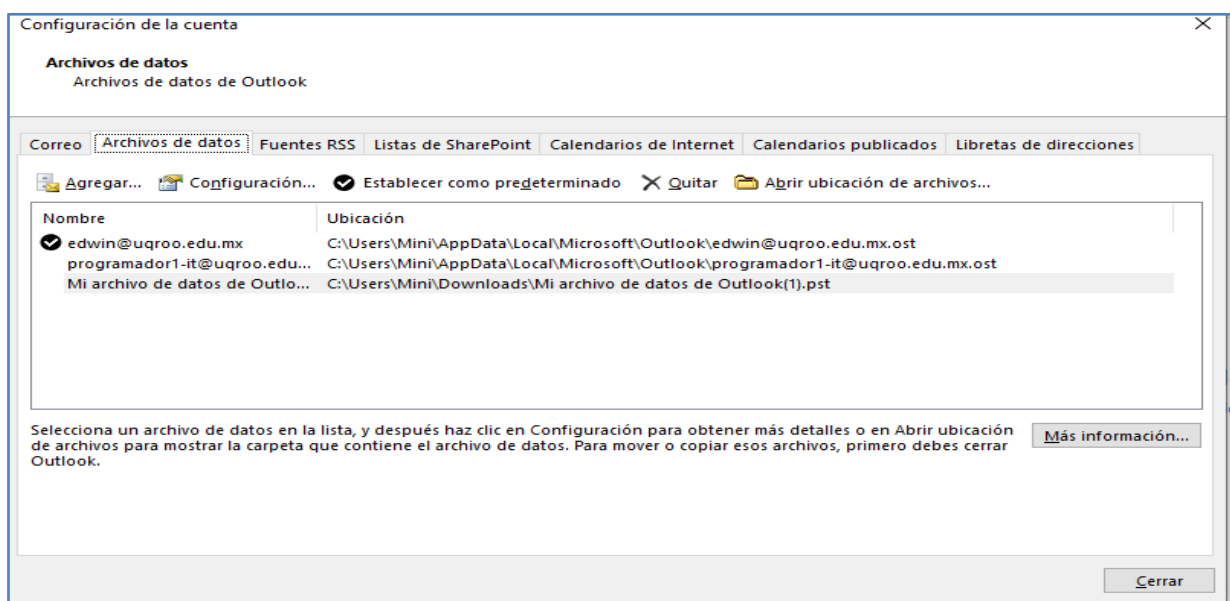 Configuración de la cuenta
Archivos de datos
Archivos de datos de Outlook
Correo Archivos de datos Fuentes RSS Listas de SharePoint Calendarios de Internet Calendarios publicados Libretas de direcciones
Agregar... Configuración... Establecer como predeterminado Quitar Abrir ubicación de archivos...
Nombre Ubicación
edwin@uqroo.edu.mx C:\Users\Mini\AppData\Local\Microsoft\Outlook\edwin@uqroo.edu.mx.ost
programador1-it@uqroo.edu... C:\Users\Mini\AppData\Local\Microsoft\Outlook\programador1-it@uqroo.edu.mx.ost
Mi archivo de datos de Outlo... C:\Users\Mini\Downloads\Mi archivo de datos de Outlook(1).pst
Selecciona un archivo de datos en la lista, y después haz clic en Configuración para obtener más detalles o en Abrir ubicación
de archivos para mostrar la carpeta que contiene el archivo de datos. Para mover o copiar esos archivos, primero debes cerrar
Outlook.
Más información...
Cerrar